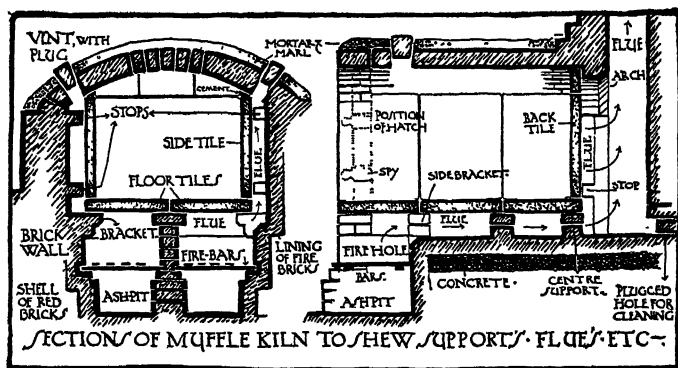 VINT, WITH
PLUG
CEMENT
STOPS
SIDE TILE
FLUE
FLOOR TILES
BRACKET
FLUE
BRICK
WALL
FIRE-BARS
LINING
OF FIRE
BRICKS
SHELL
OF RED
BRICKS
ASHPIT
MORTAR &
MARL
FLUE
ARCH
POSITION
OF HATCH
BACK
TILE
FLUE
SPY
SIDE BRACKET
STOP
FLUE
FIRE HOLE
BARS
ASHPIT
CONCRETE
CENTRE
SUPPORT
PLUGGED
HOLE FOR
CLEANING
SECTIONS OF MUFFLE KILN TO SHEW SUPPORT'S · FLUE'S · ETC~